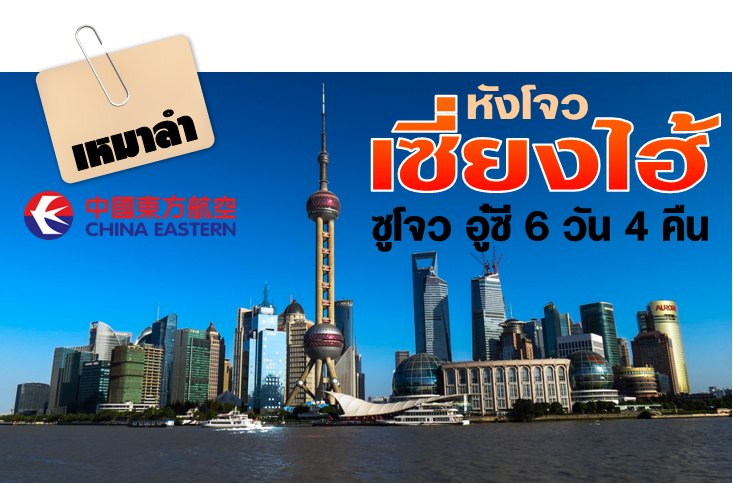 เหมาลำ
中國東方航空
CHINA EASTERN
หังโจว
เซี่ยงไฮ้
ซูโจว อู๋ซี 6 วัน 4 คืน
AURORA